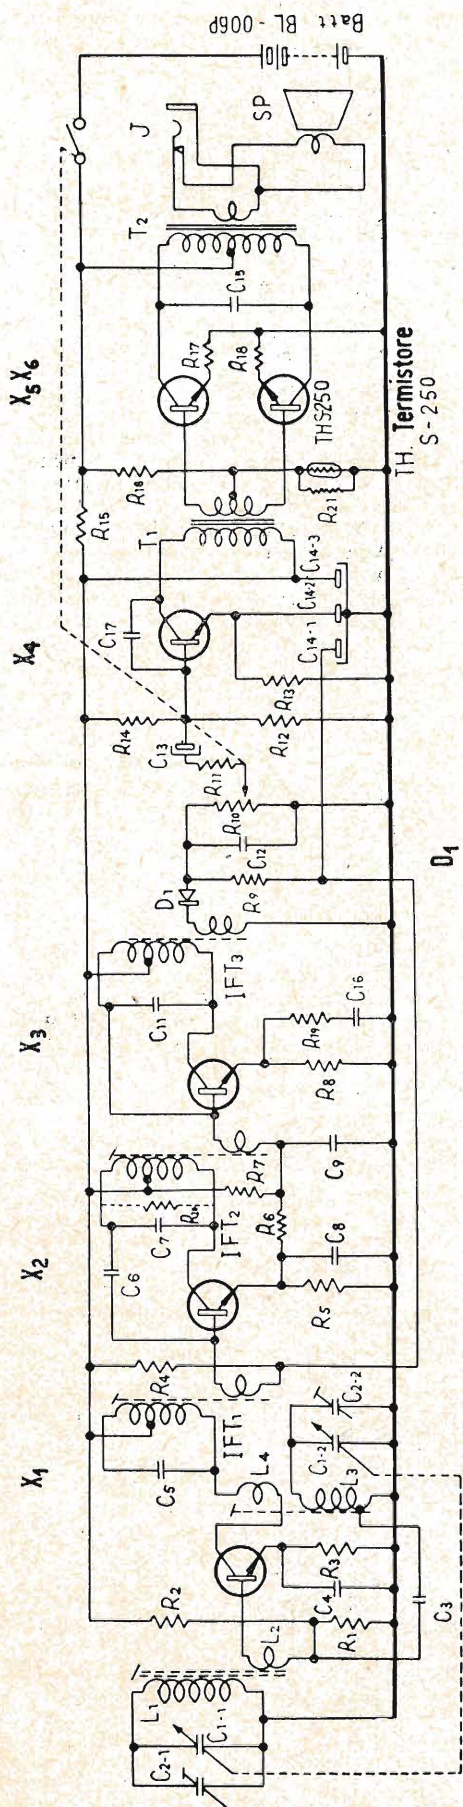 X1
X2
X3
X4
X5 X6
C2-1
C1-1
L1
L2
R2
R1
C4
R3
C3
L4
L3
C1-2
C2-2
C5
IFT1
R4
C6
C7
IFT2
R5
C8
R6
R7
C9
C11
IFT3
R8
R19
C16
D1
R9
C12
R10
R11
C13
R14
R12
R13
C17
T1
C14-1
C14-2
C14-3
R15
R16
R21
R17
R18
THS250
C15
T2
J
SP
Batt BL-006P
D1
T.H. Termistore
S-250